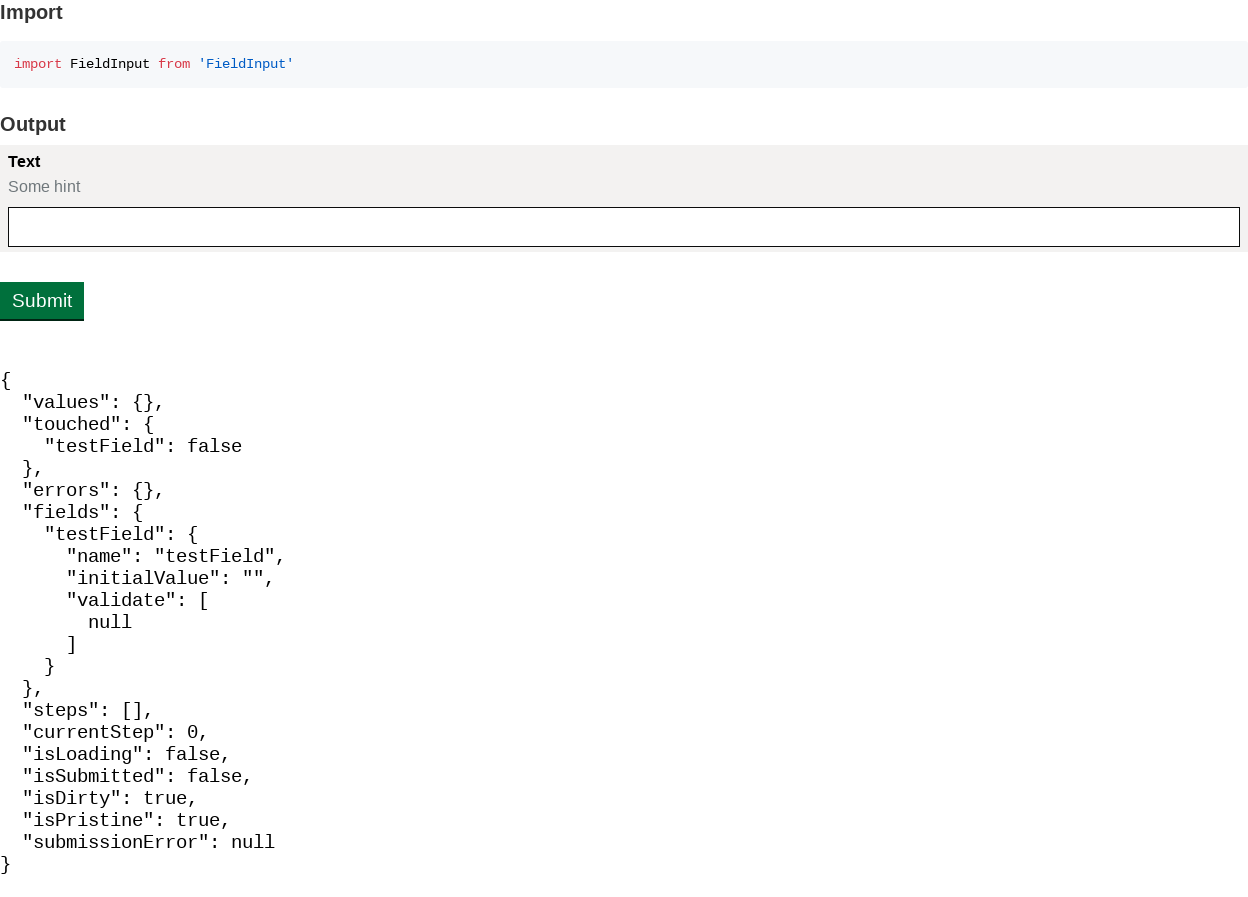 Import
import FieldInput from 'FieldInput'
Output
Text
Some hint
Submit
{
  "values": {},
  "touched": {
    "testField": false
  },
  "errors": {},
  "fields": {
    "testField": {
      "name": "testField",
      "initialValue": "",
      "validate": [
        null
      ]
    }
  },
  "steps": [],
  "currentStep": 0,
  "isLoading": false,
  "isSubmitted": false,
  "isDirty": true,
  "isPristine": true,
  "submissionError": null
}